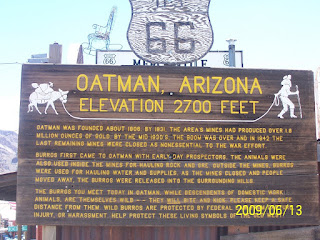 US
66
MERCANTILE
OATMAN, ARIZONA
ELEVATION 2700 FEET
OATMAN WAS FOUNDED ABOUT 1906. BY 1931, THE AREA'S MINES HAD PRODUCED OVER 1.8
MILLION OUNCES OF GOLD. BY THE MID 1930'S, THE BOOM WAS OVER AND IN 1942 THE
LAST REMAINING MINES WERE CLOSED AS NONESSENTIAL TO THE WAR EFFORT.
BURROS FIRST CAME TO OATMAN WITH EARLY-DAY PROSPECTORS. THE ANIMALS WERE
ALSO USED INSIDE THE MINES FOR HAULING ROCK AND ORE. OUTSIDE THE MINES, BURROS
WERE USED FOR HAULING WATER AND SUPPLIES. AS THE MINES CLOSED AND PEOPLE
MOVED AWAY, THE BURROS WERE RELEASED INTO THE SURROUNDING HILLS.
THE BURROS YOU MEET TODAY IN OATMAN, WHILE DESCENDENTS OF DOMESTIC WORK
ANIMALS, ARE THEMSELVES WILD -- THEY WILL BITE AND KICK. PLEASE KEEP A SAFE
DISTANCE FROM THEM. WILD BURROS ARE PROTECTED BY FEDERAL LAW FROM CAPTURE,
INJURY, OR HARASSMENT. HELP PROTECT THESE LIVING SYMBOLS OF THE OLD WEST.
2009/06/13